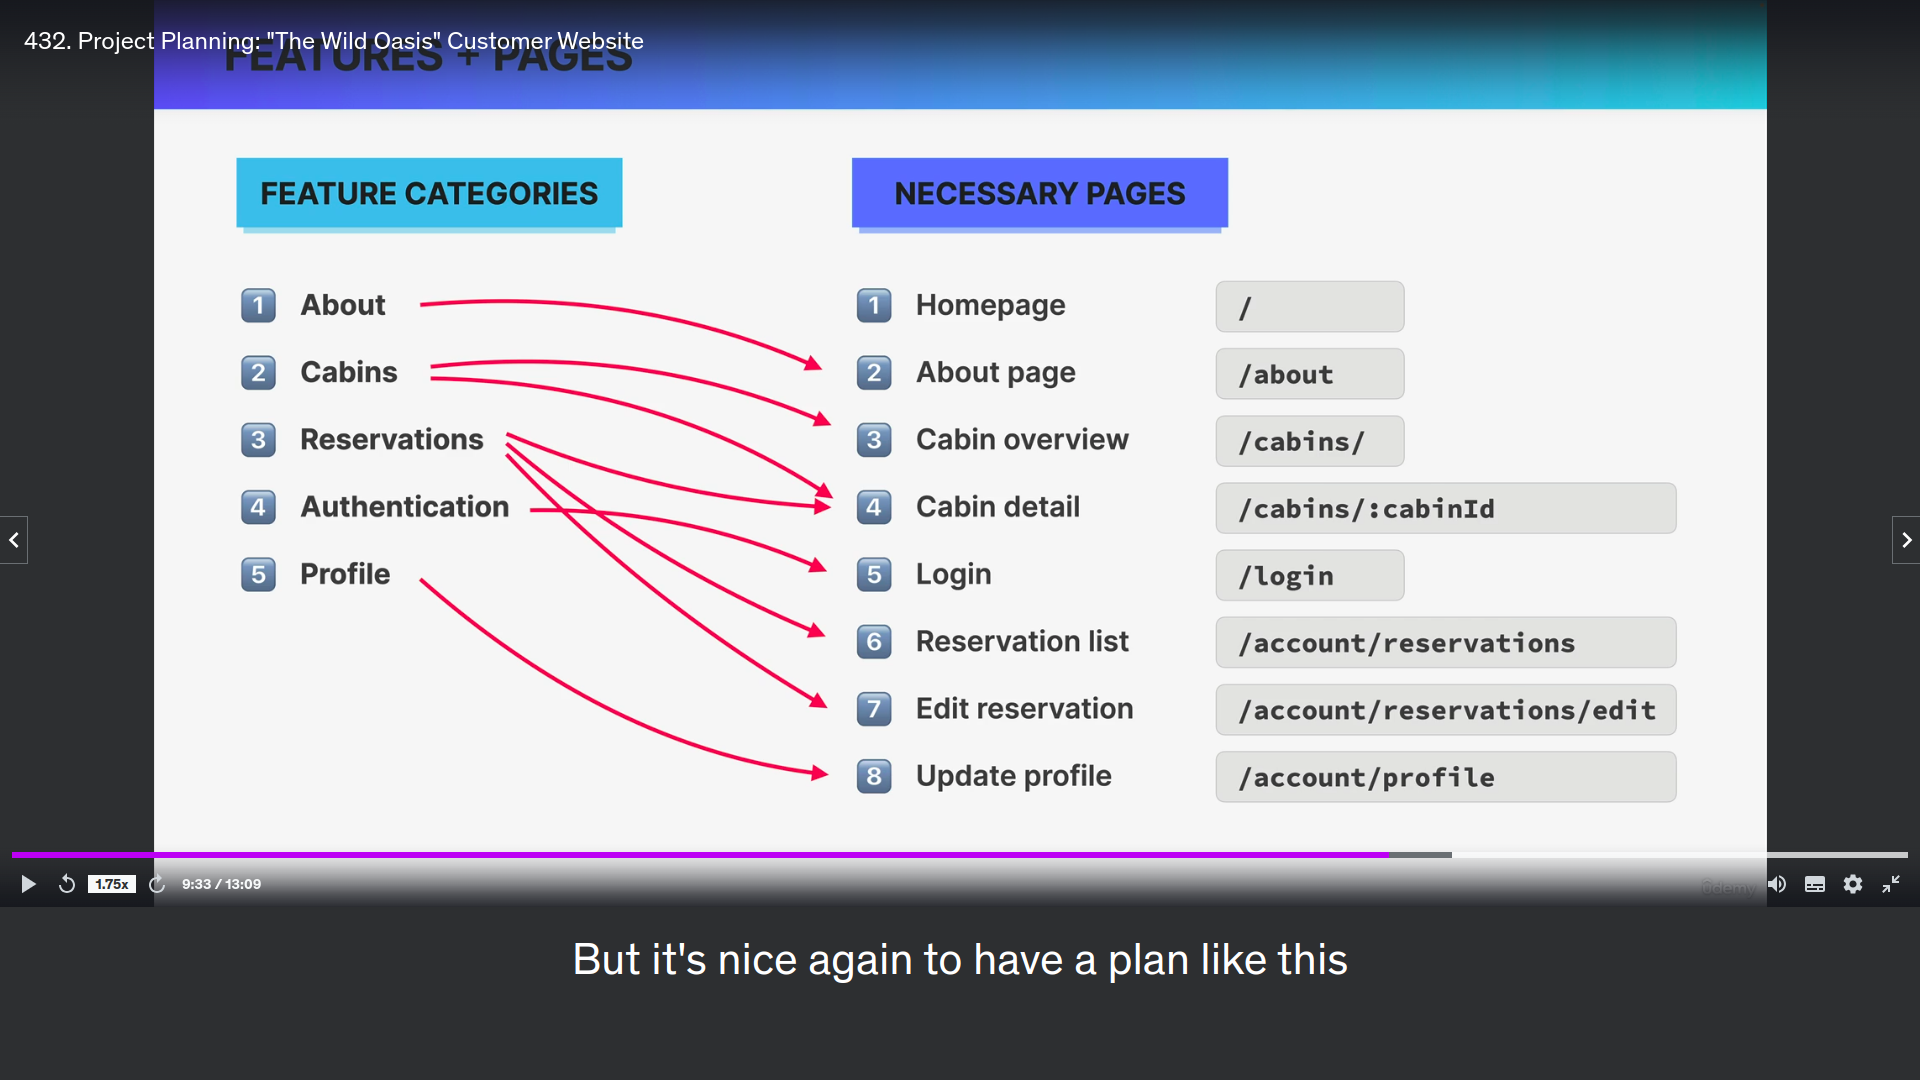 432. Project Planning: "The Wild Oasis" Customer Website
FEATURES + PAGES
FEATURE CATEGORIES
NECESSARY PAGES
1 About
2 Cabins
3 Reservations
4 Authentication
5 Profile
1 Homepage /
2 About page /about
3 Cabin overview /cabins/
4 Cabin detail /cabins/:cabinId
5 Login /login
6 Reservation list /account/reservations
7 Edit reservation /account/reservations/edit
8 Update profile /account/profile
1.75x
9:33 / 13:09
Udemy
But it's nice again to have a plan like this